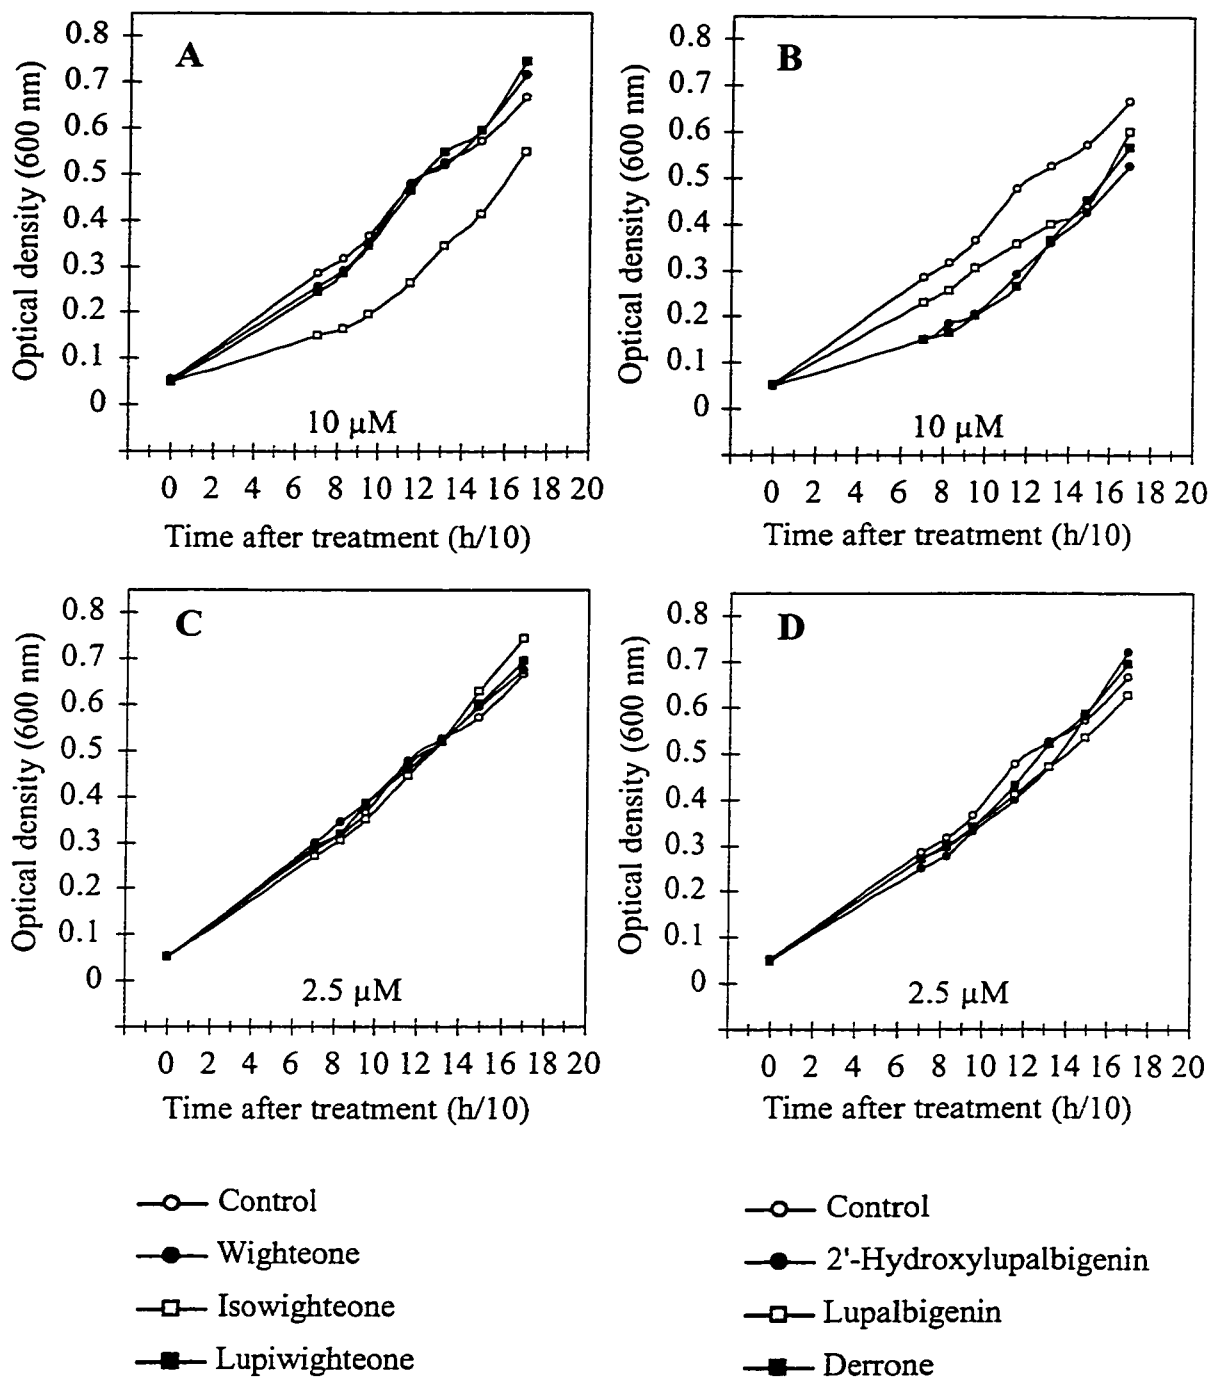 A
Optical density (600 nm)
0.8
0.7
0.6
0.5
0.4
0.3
0.2
0.1
0
10 µM
0 2 4 6 8 10 12 14 16 18 20
Time after treatment (h/10)
B
Optical density (600 nm)
0.8
0.7
0.6
0.5
0.4
0.3
0.2
0.1
0
10 µM
0 2 4 6 8 10 12 14 16 18 20
Time after treatment (h/10)
C
Optical density (600 nm)
0.8
0.7
0.6
0.5
0.4
0.3
0.2
0.1
0
2.5 µM
0 2 4 6 8 10 12 14 16 18 20
Time after treatment (h/10)
D
Optical density (600 nm)
0.8
0.7
0.6
0.5
0.4
0.3
0.2
0.1
0
2.5 µM
0 2 4 6 8 10 12 14 16 18 20
Time after treatment (h/10)
Control
Wighteone
Isowighteone
Lupiwighteone
Control
2'-Hydroxylupalbigenin
Lupalbigenin
Derrone